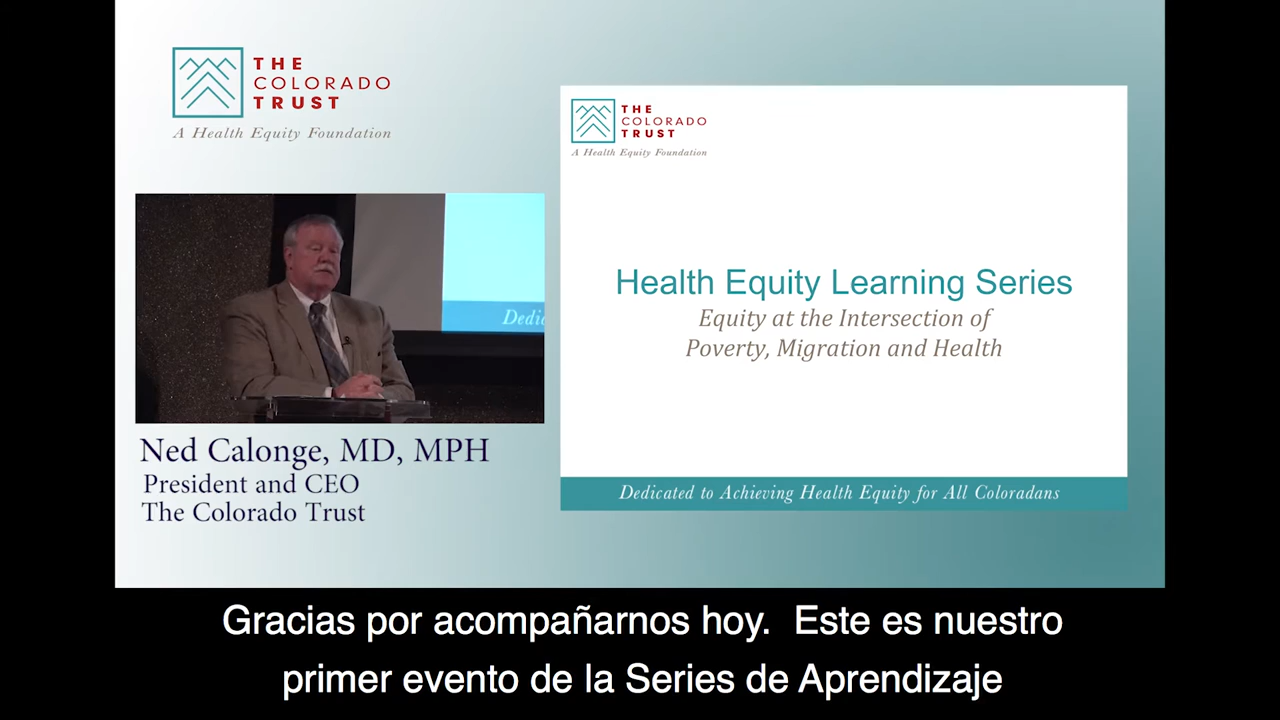 THE
COLORADO
TRUST
A Health Equity Foundation
THE
COLORADO
TRUST
A Health Equity Foundation
Health Equity Learning Series
Equity at the Intersection of
Poverty, Migration and Health
Dedicated to Achieving Health Equity for All Coloradans
Ned Calonge, MD, MPH
President and CEO
The Colorado Trust
Gracias por acompañarnos hoy.  Este es nuestro
primer evento de la Series de Aprendizaje